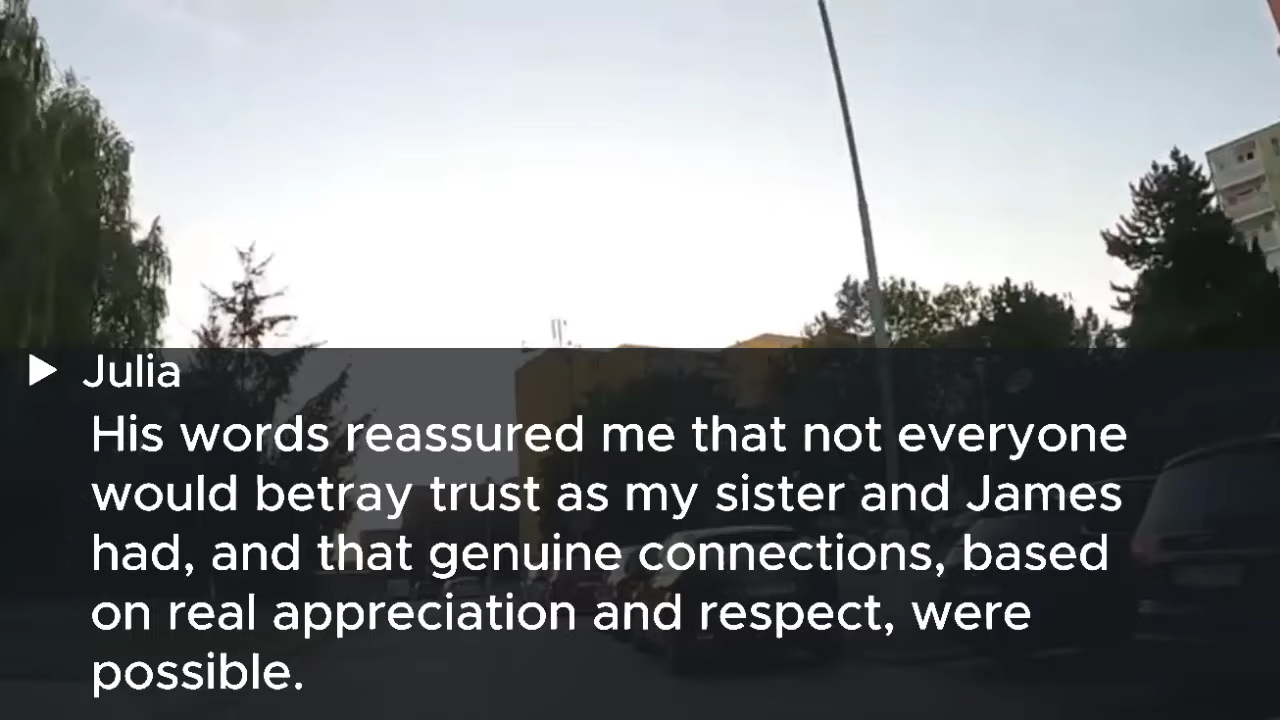 Julia
His words reassured me that not everyone
would betray trust as my sister and James
had, and that genuine connections, based
on real appreciation and respect, were
possible.